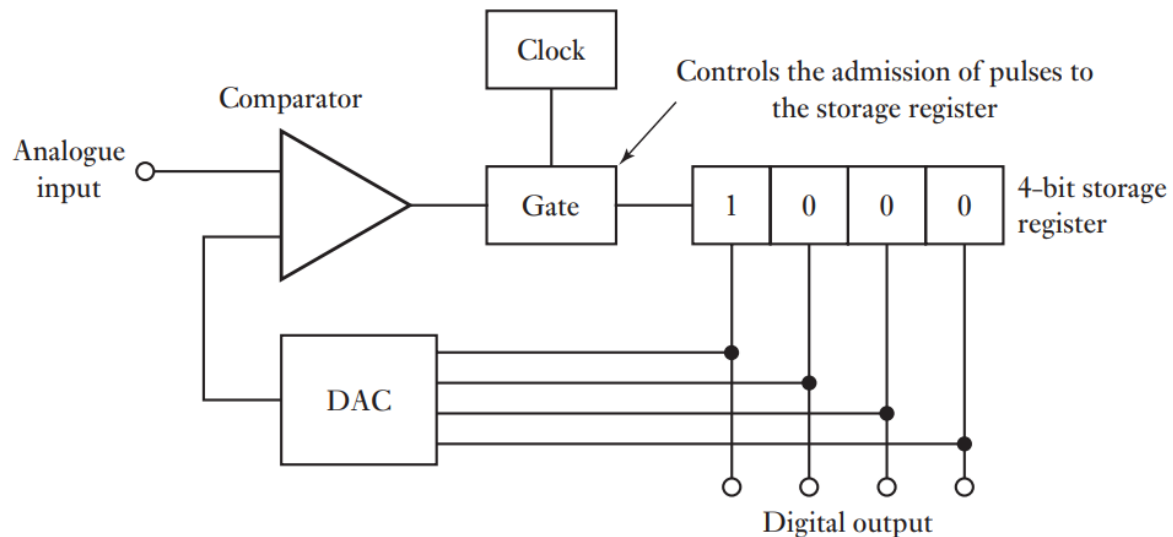 Clock
Controls the admission of pulses to
the storage register
Comparator
Analogue
input
Gate
1 0 0 0
4-bit storage
register
DAC
Digital output